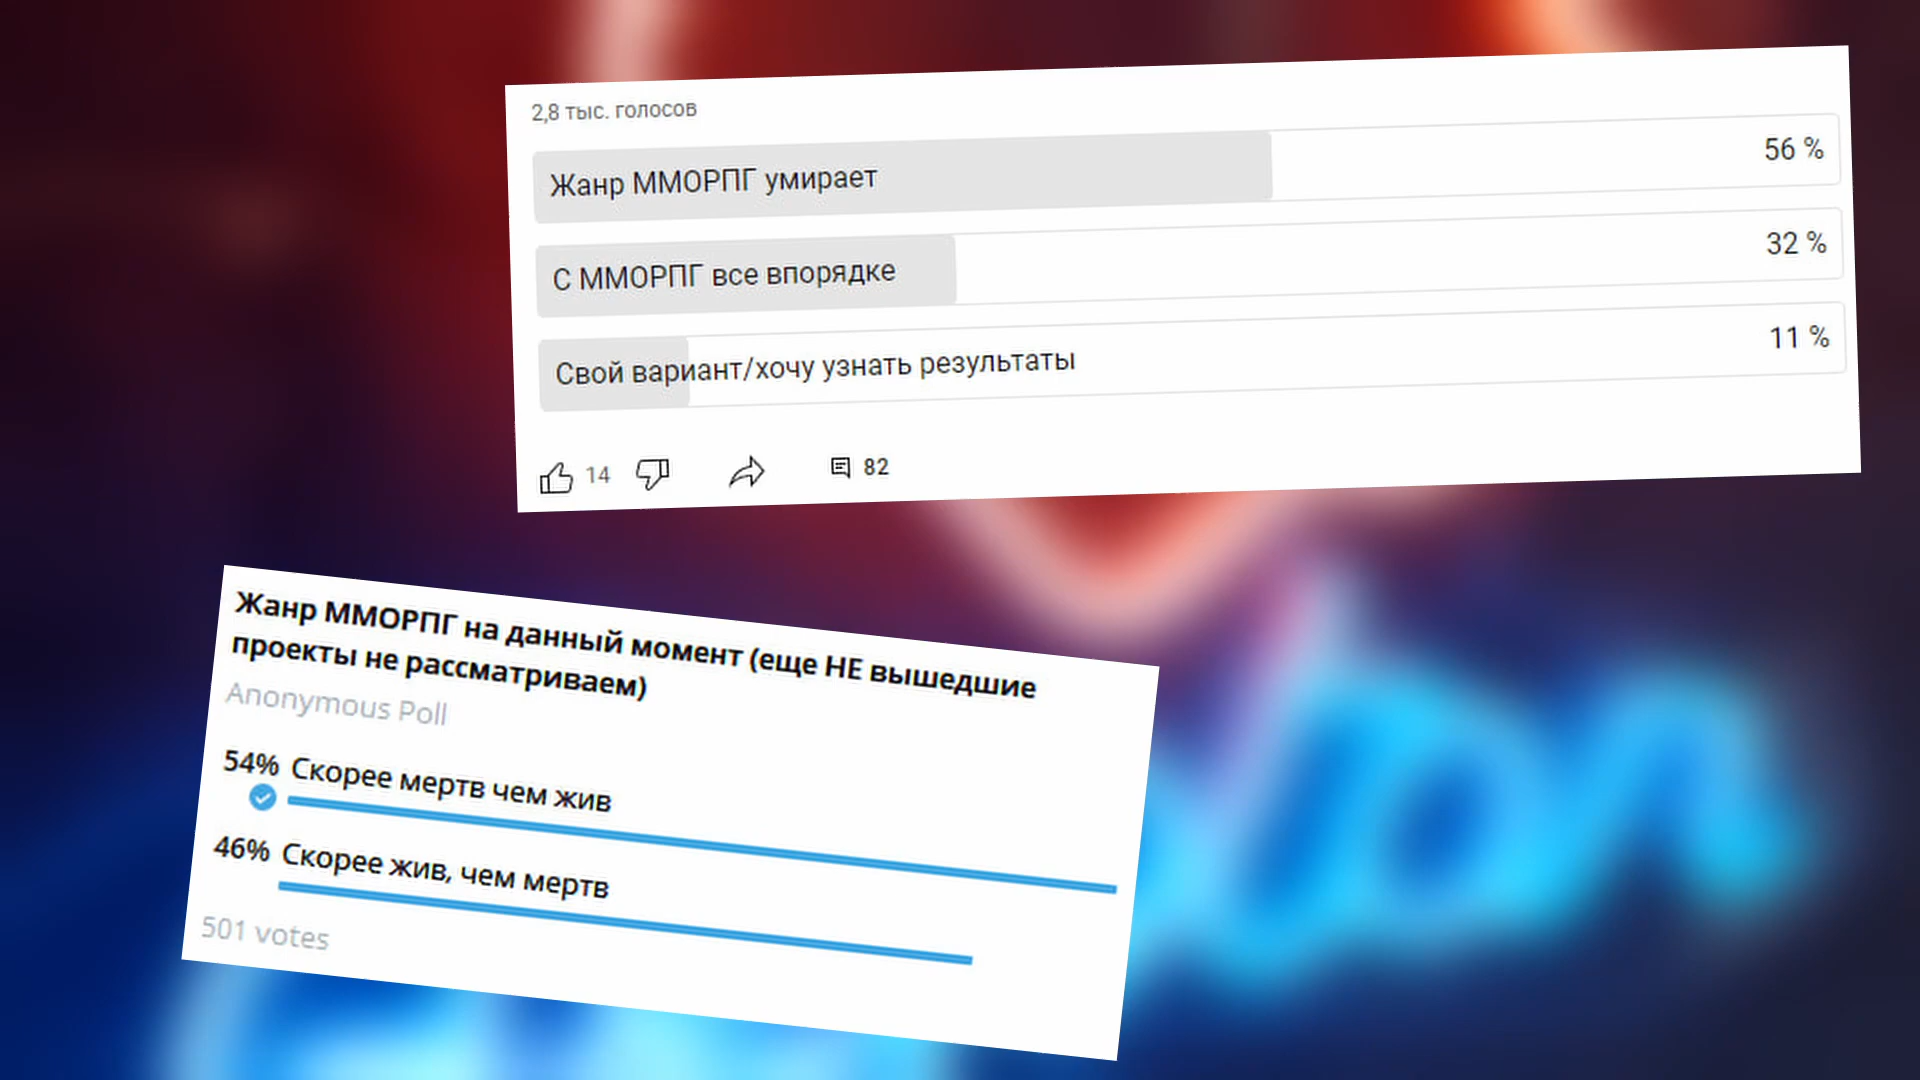 2,8 тыс. голосов
Жанр ММОРПГ умирает
56 %
С ММОРПГ все впорядке
32 %
Свой вариант/хочу узнать результаты
11 %
14
82
Жанр ММОРПГ на данный момент (еще НЕ вышедшие
проекты не рассматриваем)
Anonymous Poll
54% Скорее мертв чем жив
46% Скорее жив, чем мертв
501 votes